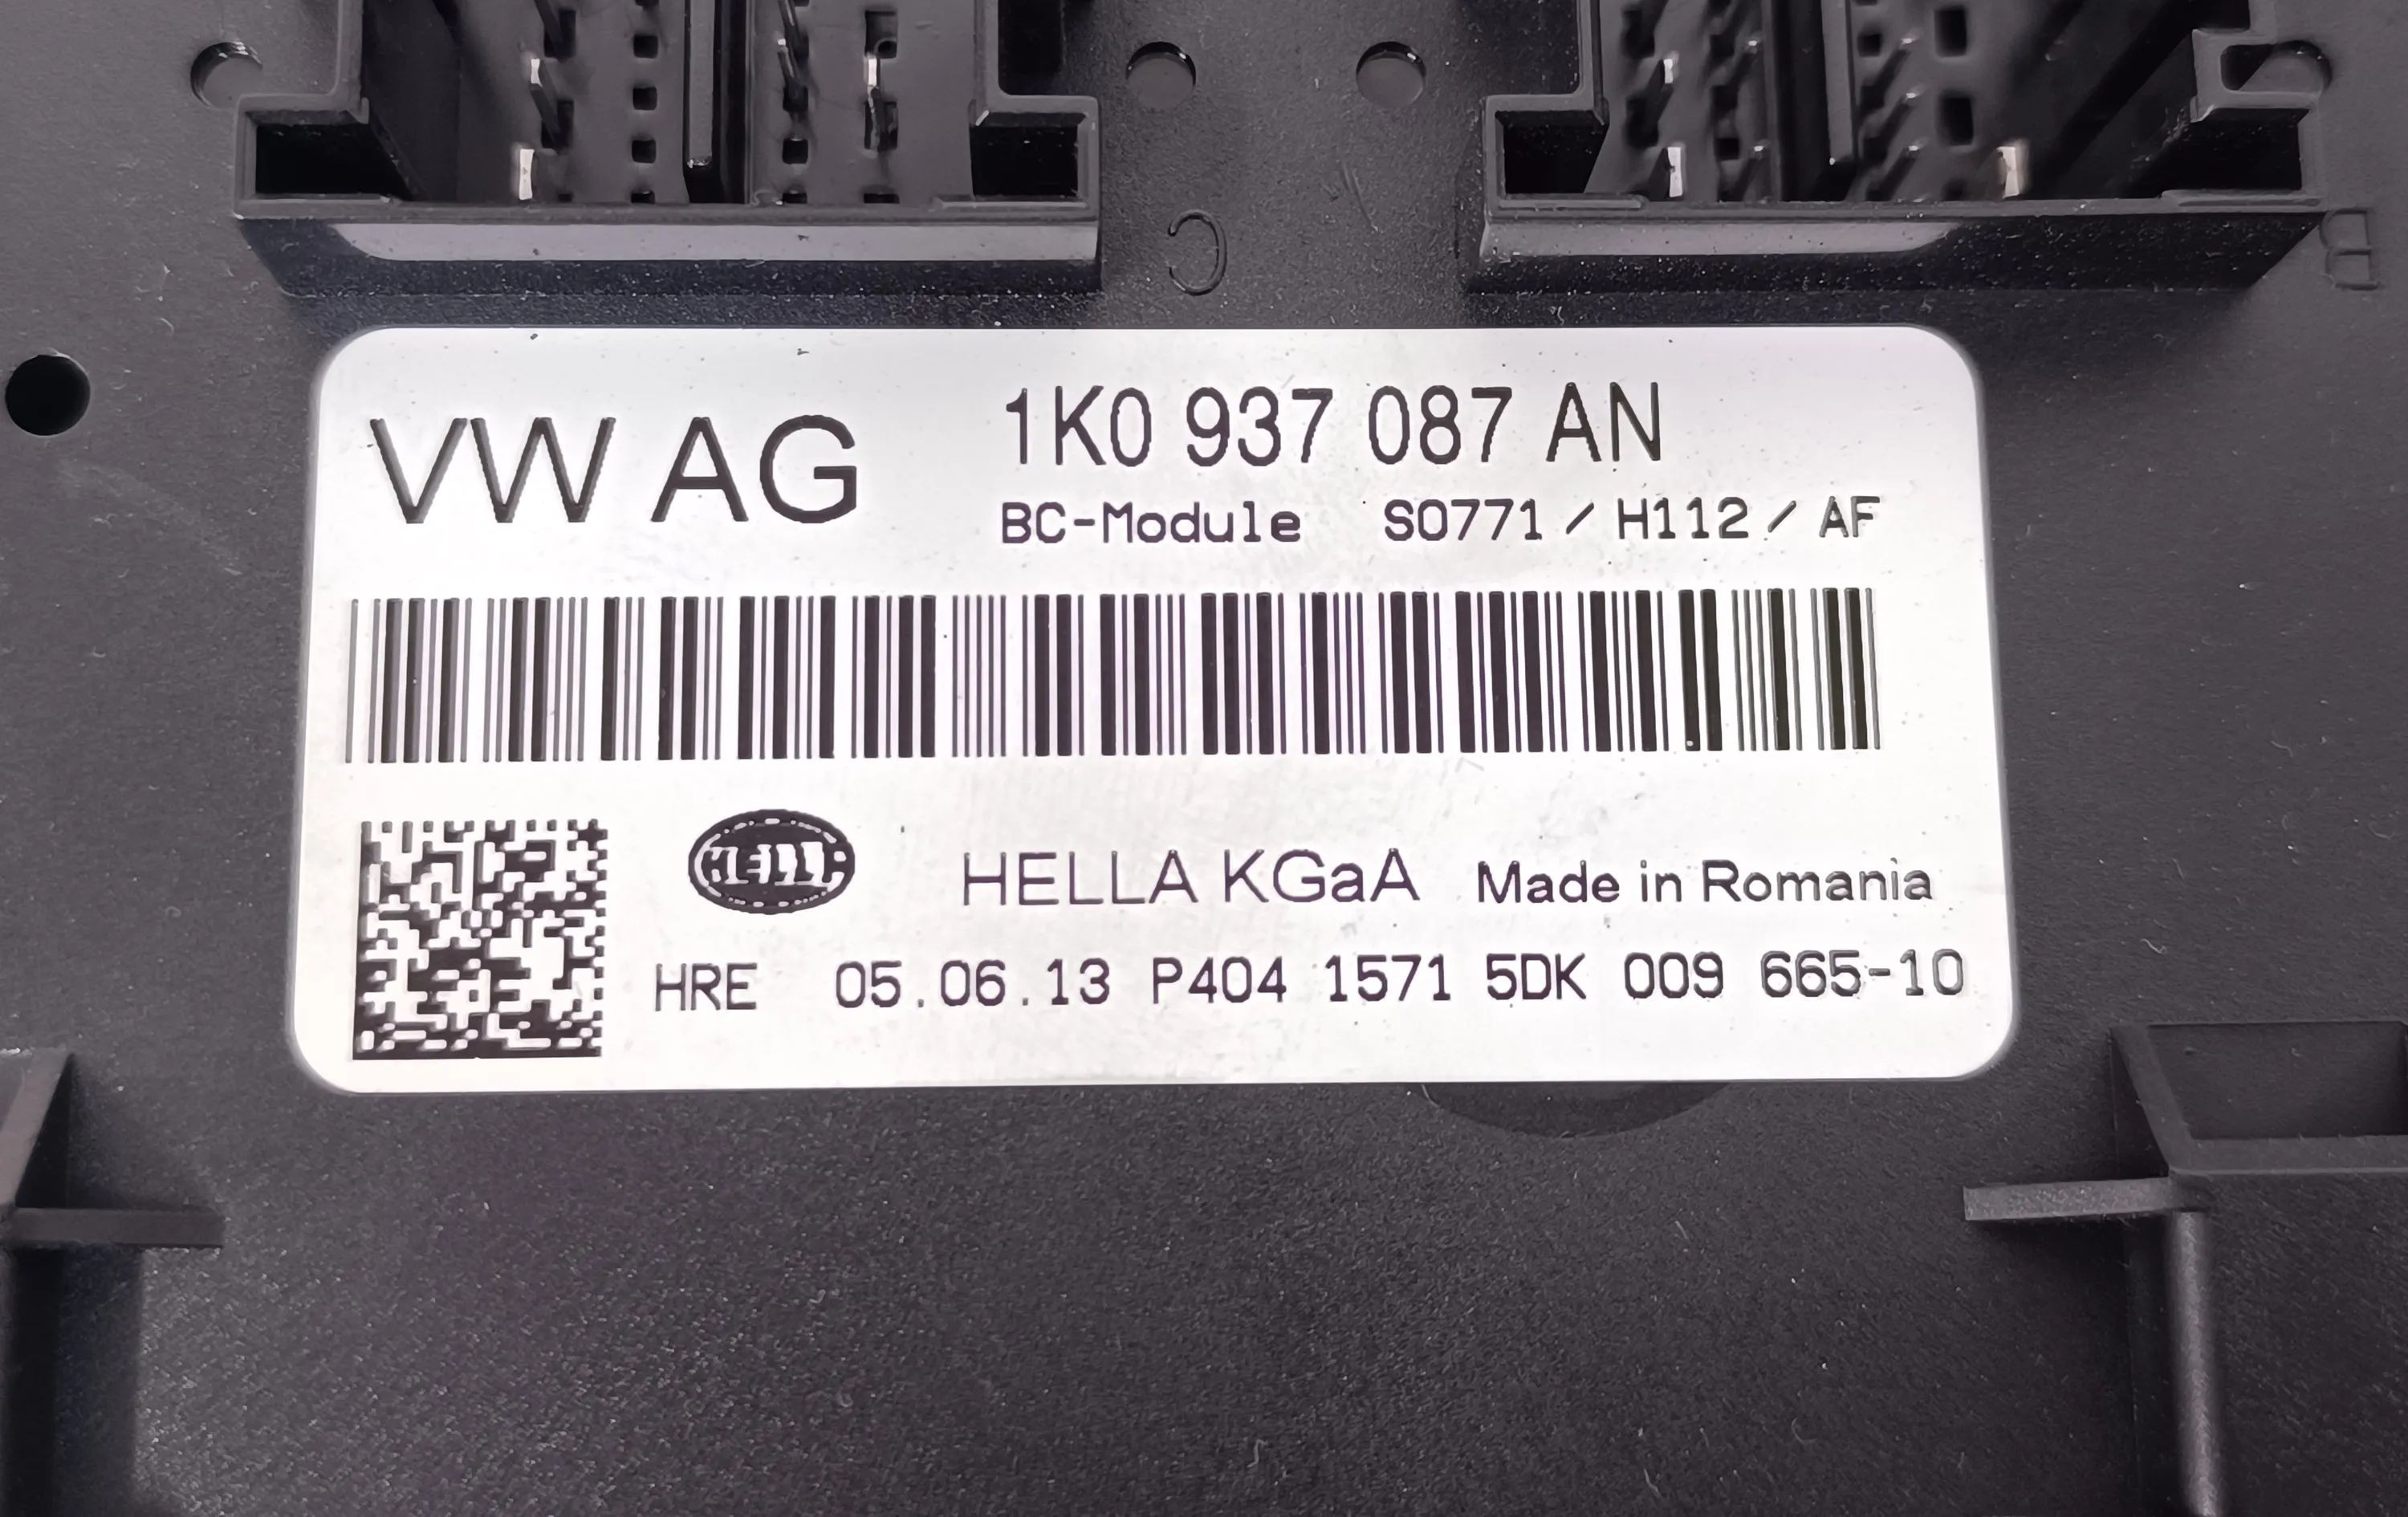 C
B
VW AG
1K0 937 087 AN
BC-Module S0771 / H112 / AF
HELLA
HELLA KGaA Made in Romania
HRE 05.06.13 P404 1571 5DK 009 665-10